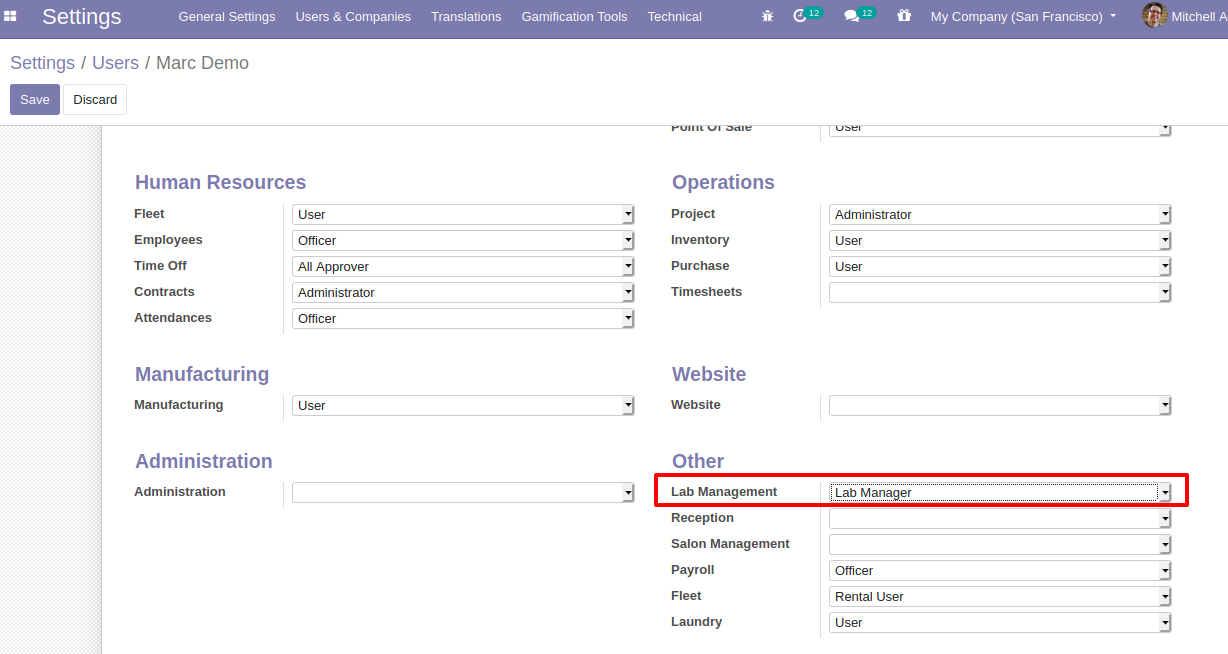 Settings General Settings Users & Companies Translations Gamification Tools Technical 12 12 My Company (San Francisco) Mitchell A
Settings / Users / Marc Demo
Save Discard
Point Of Sale User
Human Resources
Fleet User
Employees Officer
Time Off All Approver
Contracts Administrator
Attendances Officer
Operations
Project Administrator
Inventory User
Purchase User
Timesheets
Manufacturing
Manufacturing User
Website
Website
Administration
Administration
Other
Lab Management Lab Manager
Reception
Salon Management
Payroll Officer
Fleet Rental User
Laundry User